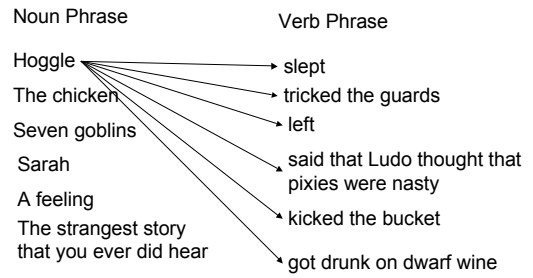 Noun Phrase
Hoggle
The chicken
Seven goblins
Sarah
A feeling
The strangest story
that you ever did hear
Verb Phrase
slept
tricked the guards
left
said that Ludo thought that
pixies were nasty
kicked the bucket
got drunk on dwarf wine